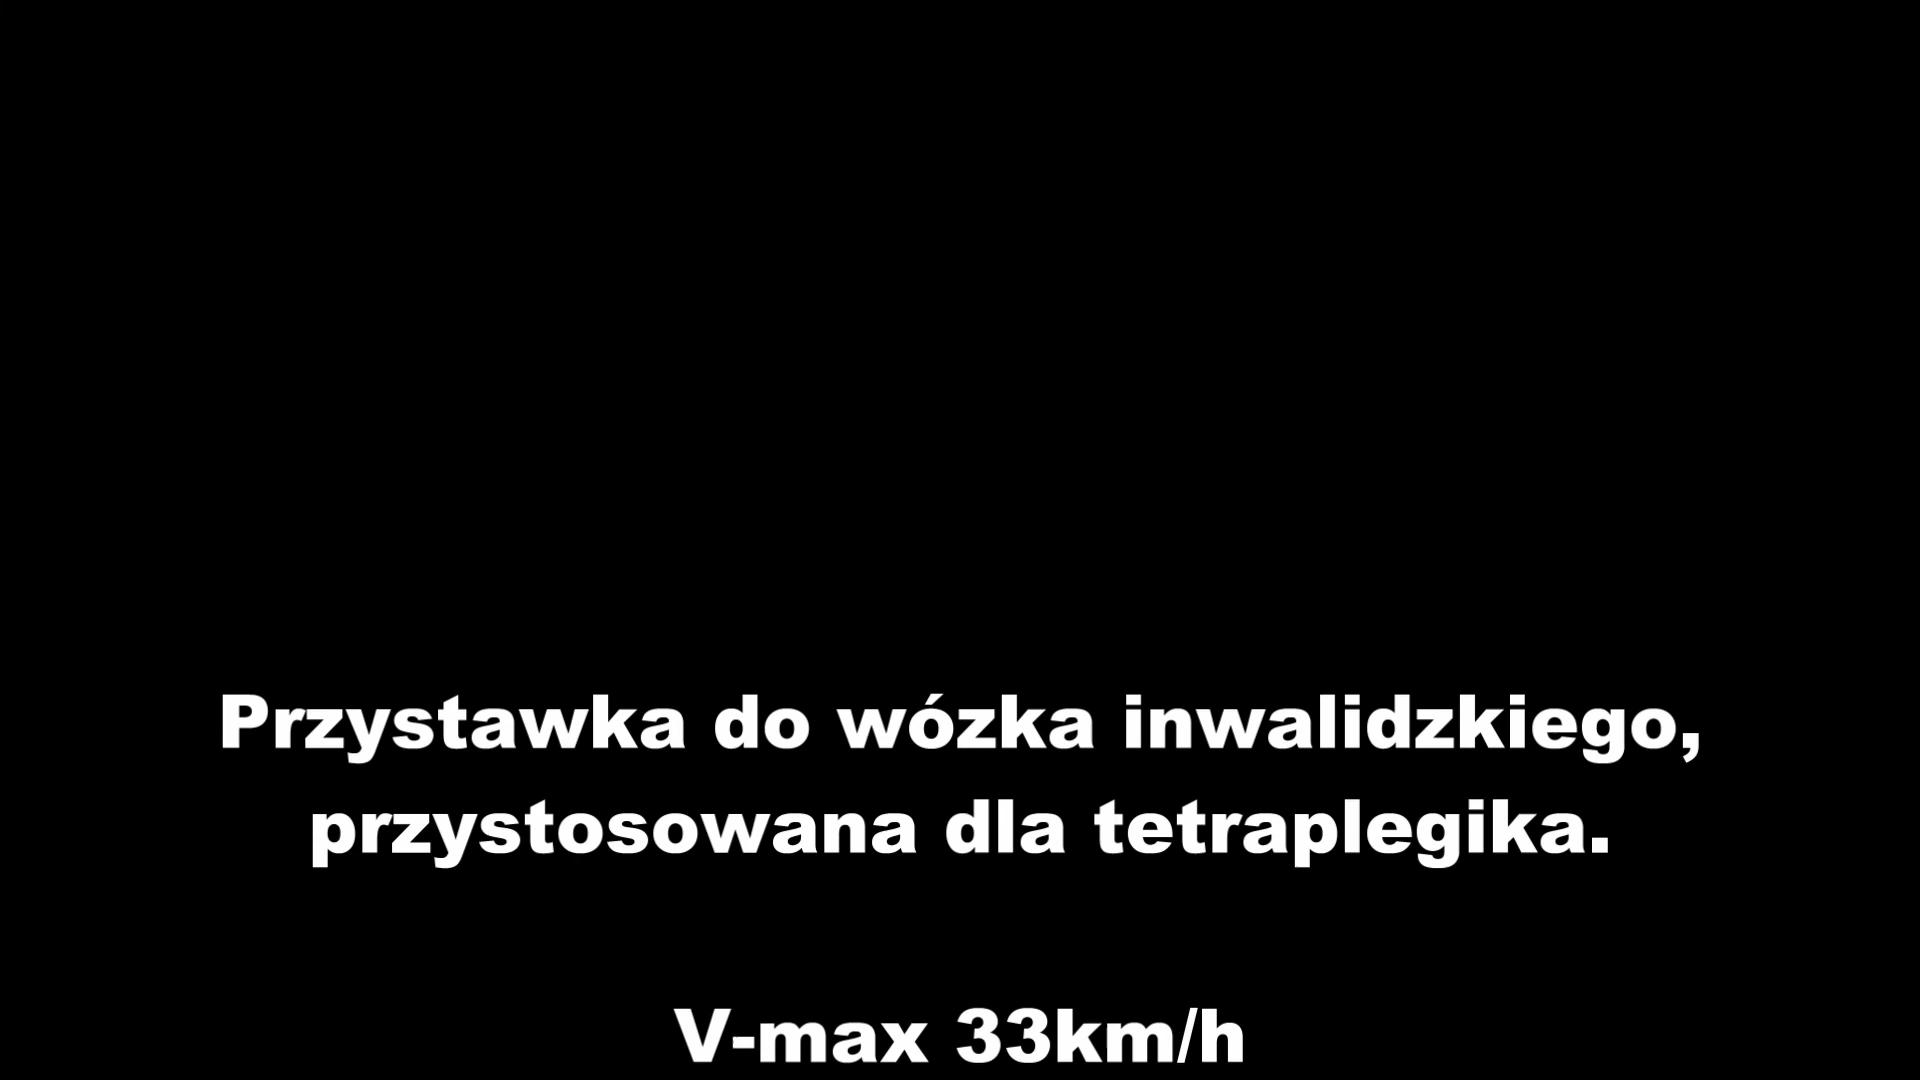 Przystawka do wózka inwalidzkiego,
przystosowana dla tetraplegika.
V-max 33km/h